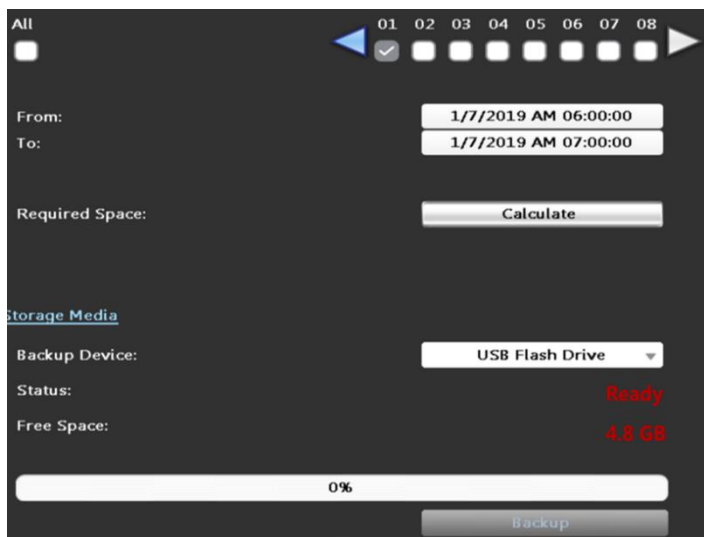 All 01 02 03 04 05 06 07 08
From: 1/7/2019 AM 06:00:00
To: 1/7/2019 AM 07:00:00
Required Space: Calculate
Storage Media
Backup Device: USB Flash Drive
Status: Ready
Free Space: 4.8 GB
0%
Backup